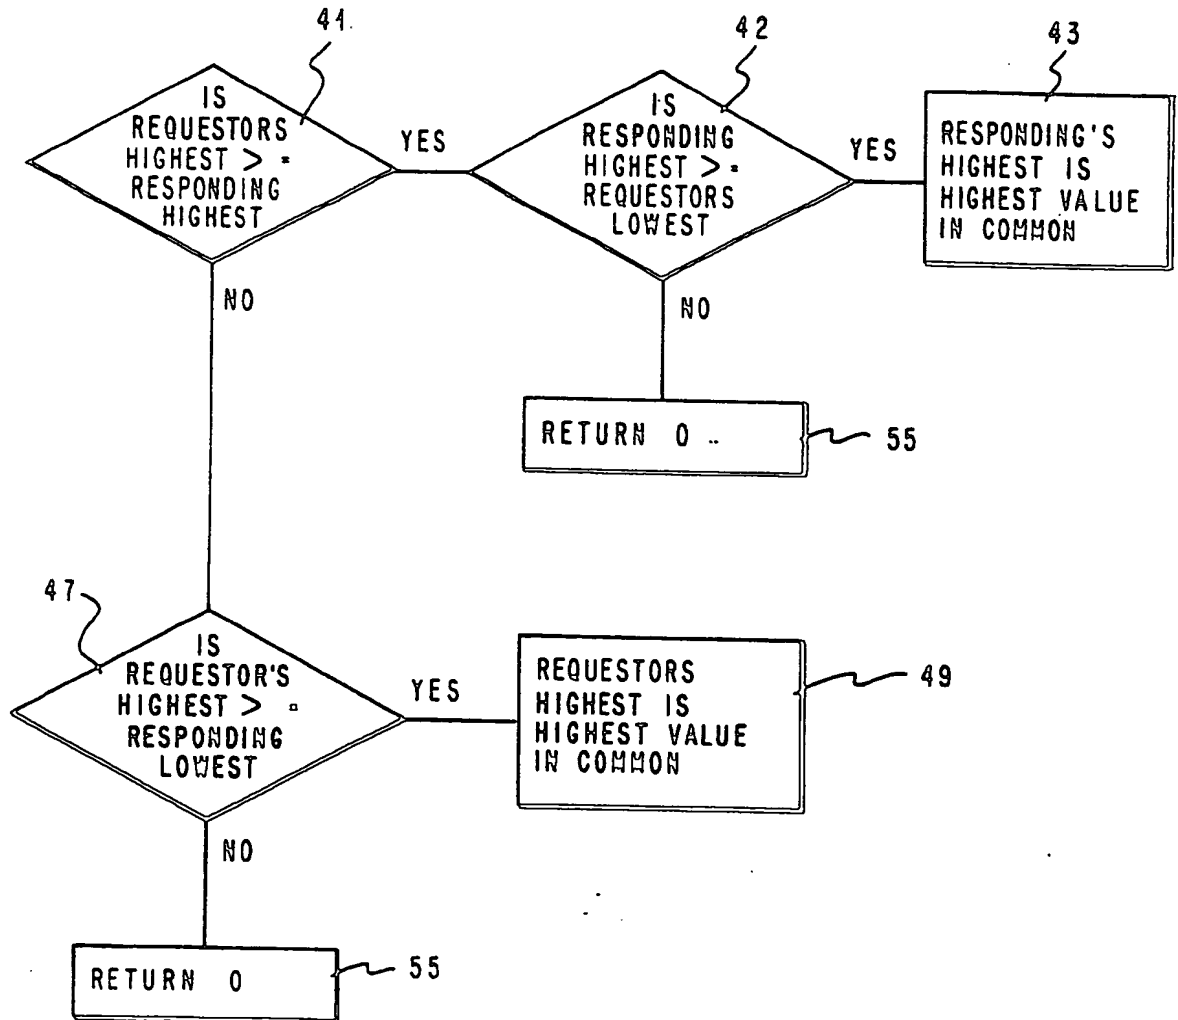 41
IS
REQUESTORS
HIGHEST > =
RESPONDING
HIGHEST
YES
NO
42
IS
RESPONDING
HIGHEST > =
REQUESTORS
LOWEST
YES
NO
43
RESPONDING'S
HIGHEST IS
HIGHEST VALUE
IN COMMON
RETURN 0 ..
55
47
IS
REQUESTOR'S
HIGHEST > =
RESPONDING
LOWEST
YES
NO
REQUESTORS
HIGHEST IS
HIGHEST VALUE
IN COMMON
49
RETURN 0
55